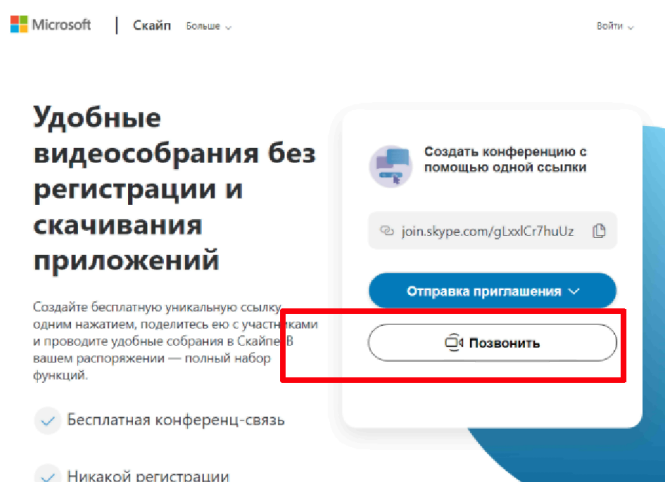 Microsoft | Скайп Больше Войти
Удобные
видеособрания без
регистрации и
скачивания
приложений
Создайте бесплатную уникальную ссылку
одним нажатием, поделитесь ею с участниками
и проводите удобные собрания в Скайпе. В
вашем распоряжении — полный набор
функций.
Бесплатная конференц-связь
Никакой регистрации
Создать конференцию с
помощью одной ссылки
join.skype.com/gLxxlCr7huUz
Отправка приглашения
Позвонить